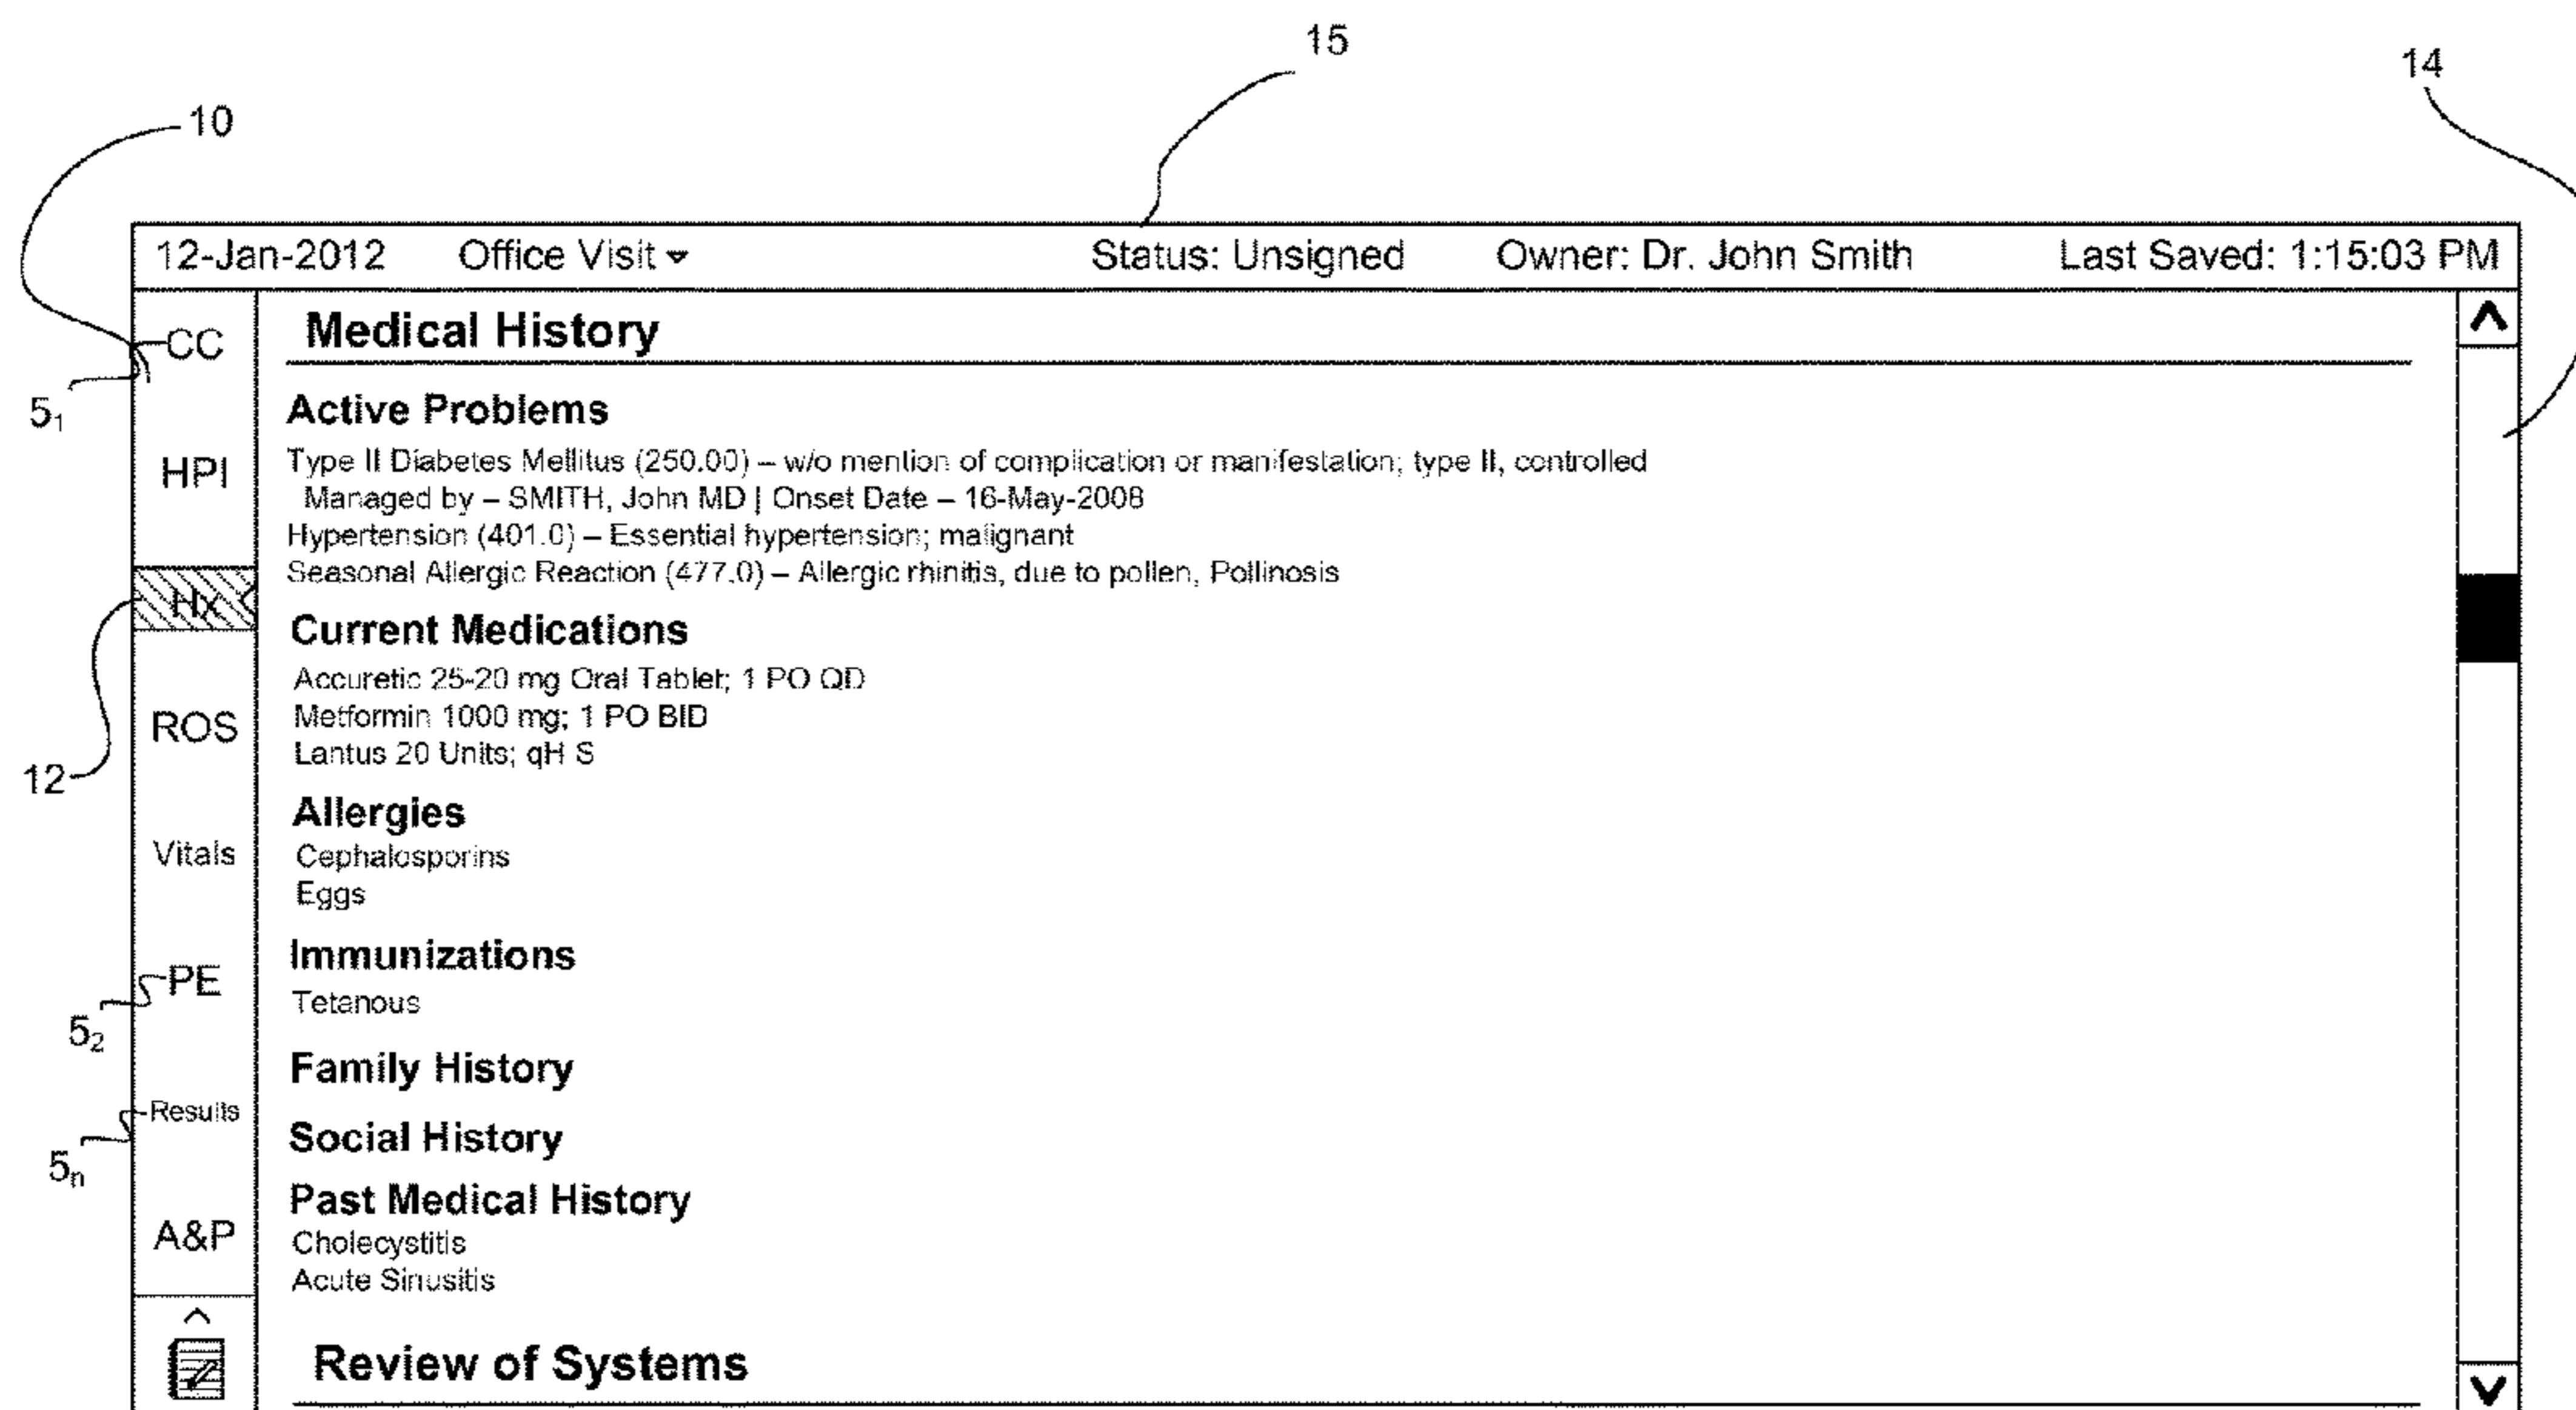 15
14
10
12-Jan-2012 Office Visit Status: Unsigned Owner: Dr. John Smith Last Saved: 1:15:03 PM
CC
5₁
HPI
Hx
12
ROS
Vitals
PE
5₂
Results
5ₙ
A&P
Medical History
Active Problems
Type II Diabetes Mellitus (250.00) – w/o mention of complication or manifestation; type II, controlled
Managed by – SMITH, John MD | Onset Date – 16-May-2008
Hypertension (401.0) – Essential hypertension; malignant
Seasonal Allergic Reaction (477.0) – Allergic rhinitis, due to pollen, Pollinosis
Current Medications
Accuretic 25-20 mg Oral Tablet; 1 PO QD
Metformin 1000 mg; 1 PO BID
Lantus 20 Units; qH S
Allergies
Cephalosporins
Eggs
Immunizations
Tetanous
Family History
Social History
Past Medical History
Cholecystitis
Acute Sinusitis
Review of Systems